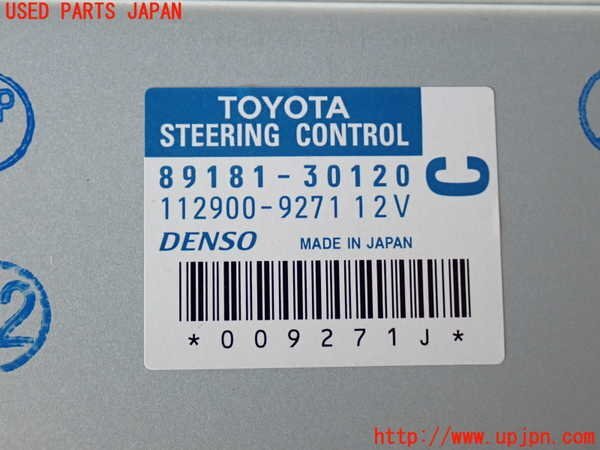 USED PARTS JAPAN
TOYOTA
STEERING CONTROL
C
89181-30120
112900-9271 12V
DENSO MADE IN JAPAN
*009271J*
P
2
http://www.upjpn.com/